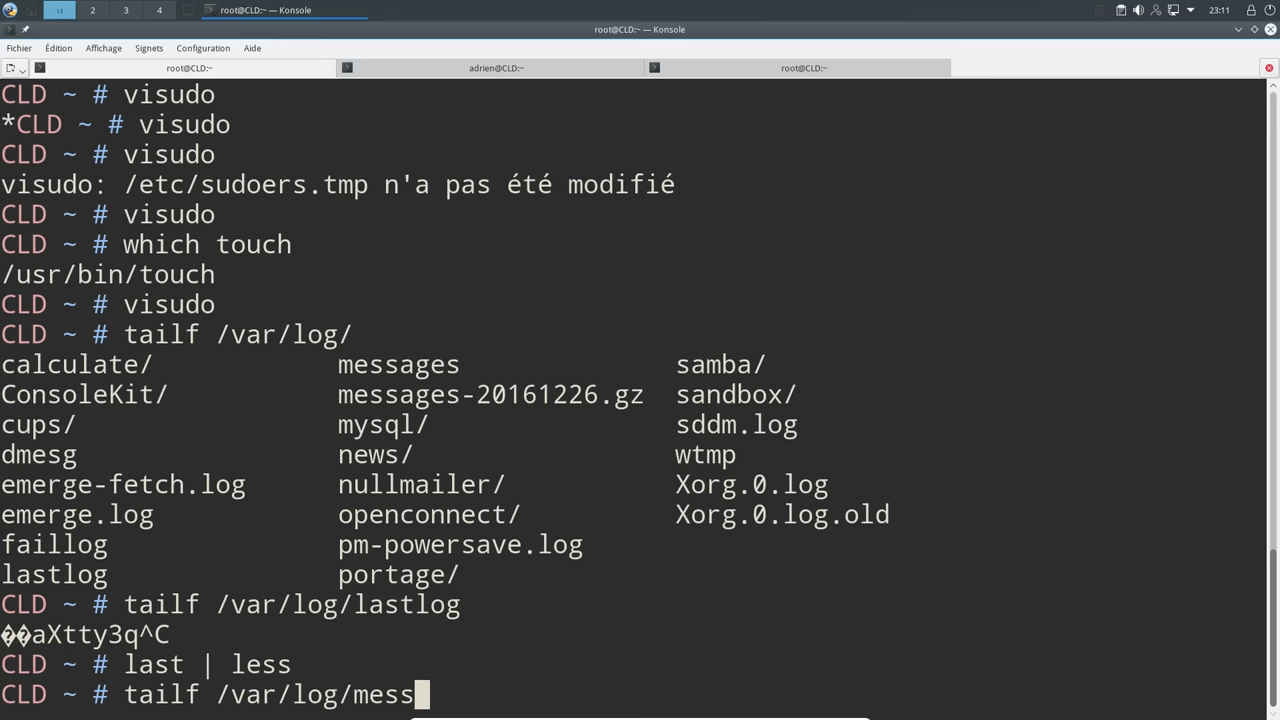 2 3 4 root@CLD:~ — Konsole 23:11
root@CLD:~ — Konsole
Fichier Édition Affichage Signets Configuration Aide
root@CLD:~ adrien@CLD:~ root@CLD:~
CLD ~ # visudo
*CLD ~ # visudo
CLD ~ # visudo
visudo: /etc/sudoers.tmp n'a pas été modifié
CLD ~ # visudo
CLD ~ # which touch
/usr/bin/touch
CLD ~ # visudo
CLD ~ # tailf /var/log/
calculate/ messages samba/
ConsoleKit/ messages-20161226.gz sandbox/
cups/ mysql/ sddm.log
dmesg news/ wtmp
emerge-fetch.log nullmailer/ Xorg.0.log
emerge.log openconnect/ Xorg.0.log.old
faillog pm-powersave.log
lastlog portage/
CLD ~ # tailf /var/log/lastlog
��aXtty3q^C
CLD ~ # last | less
CLD ~ # tailf /var/log/mess